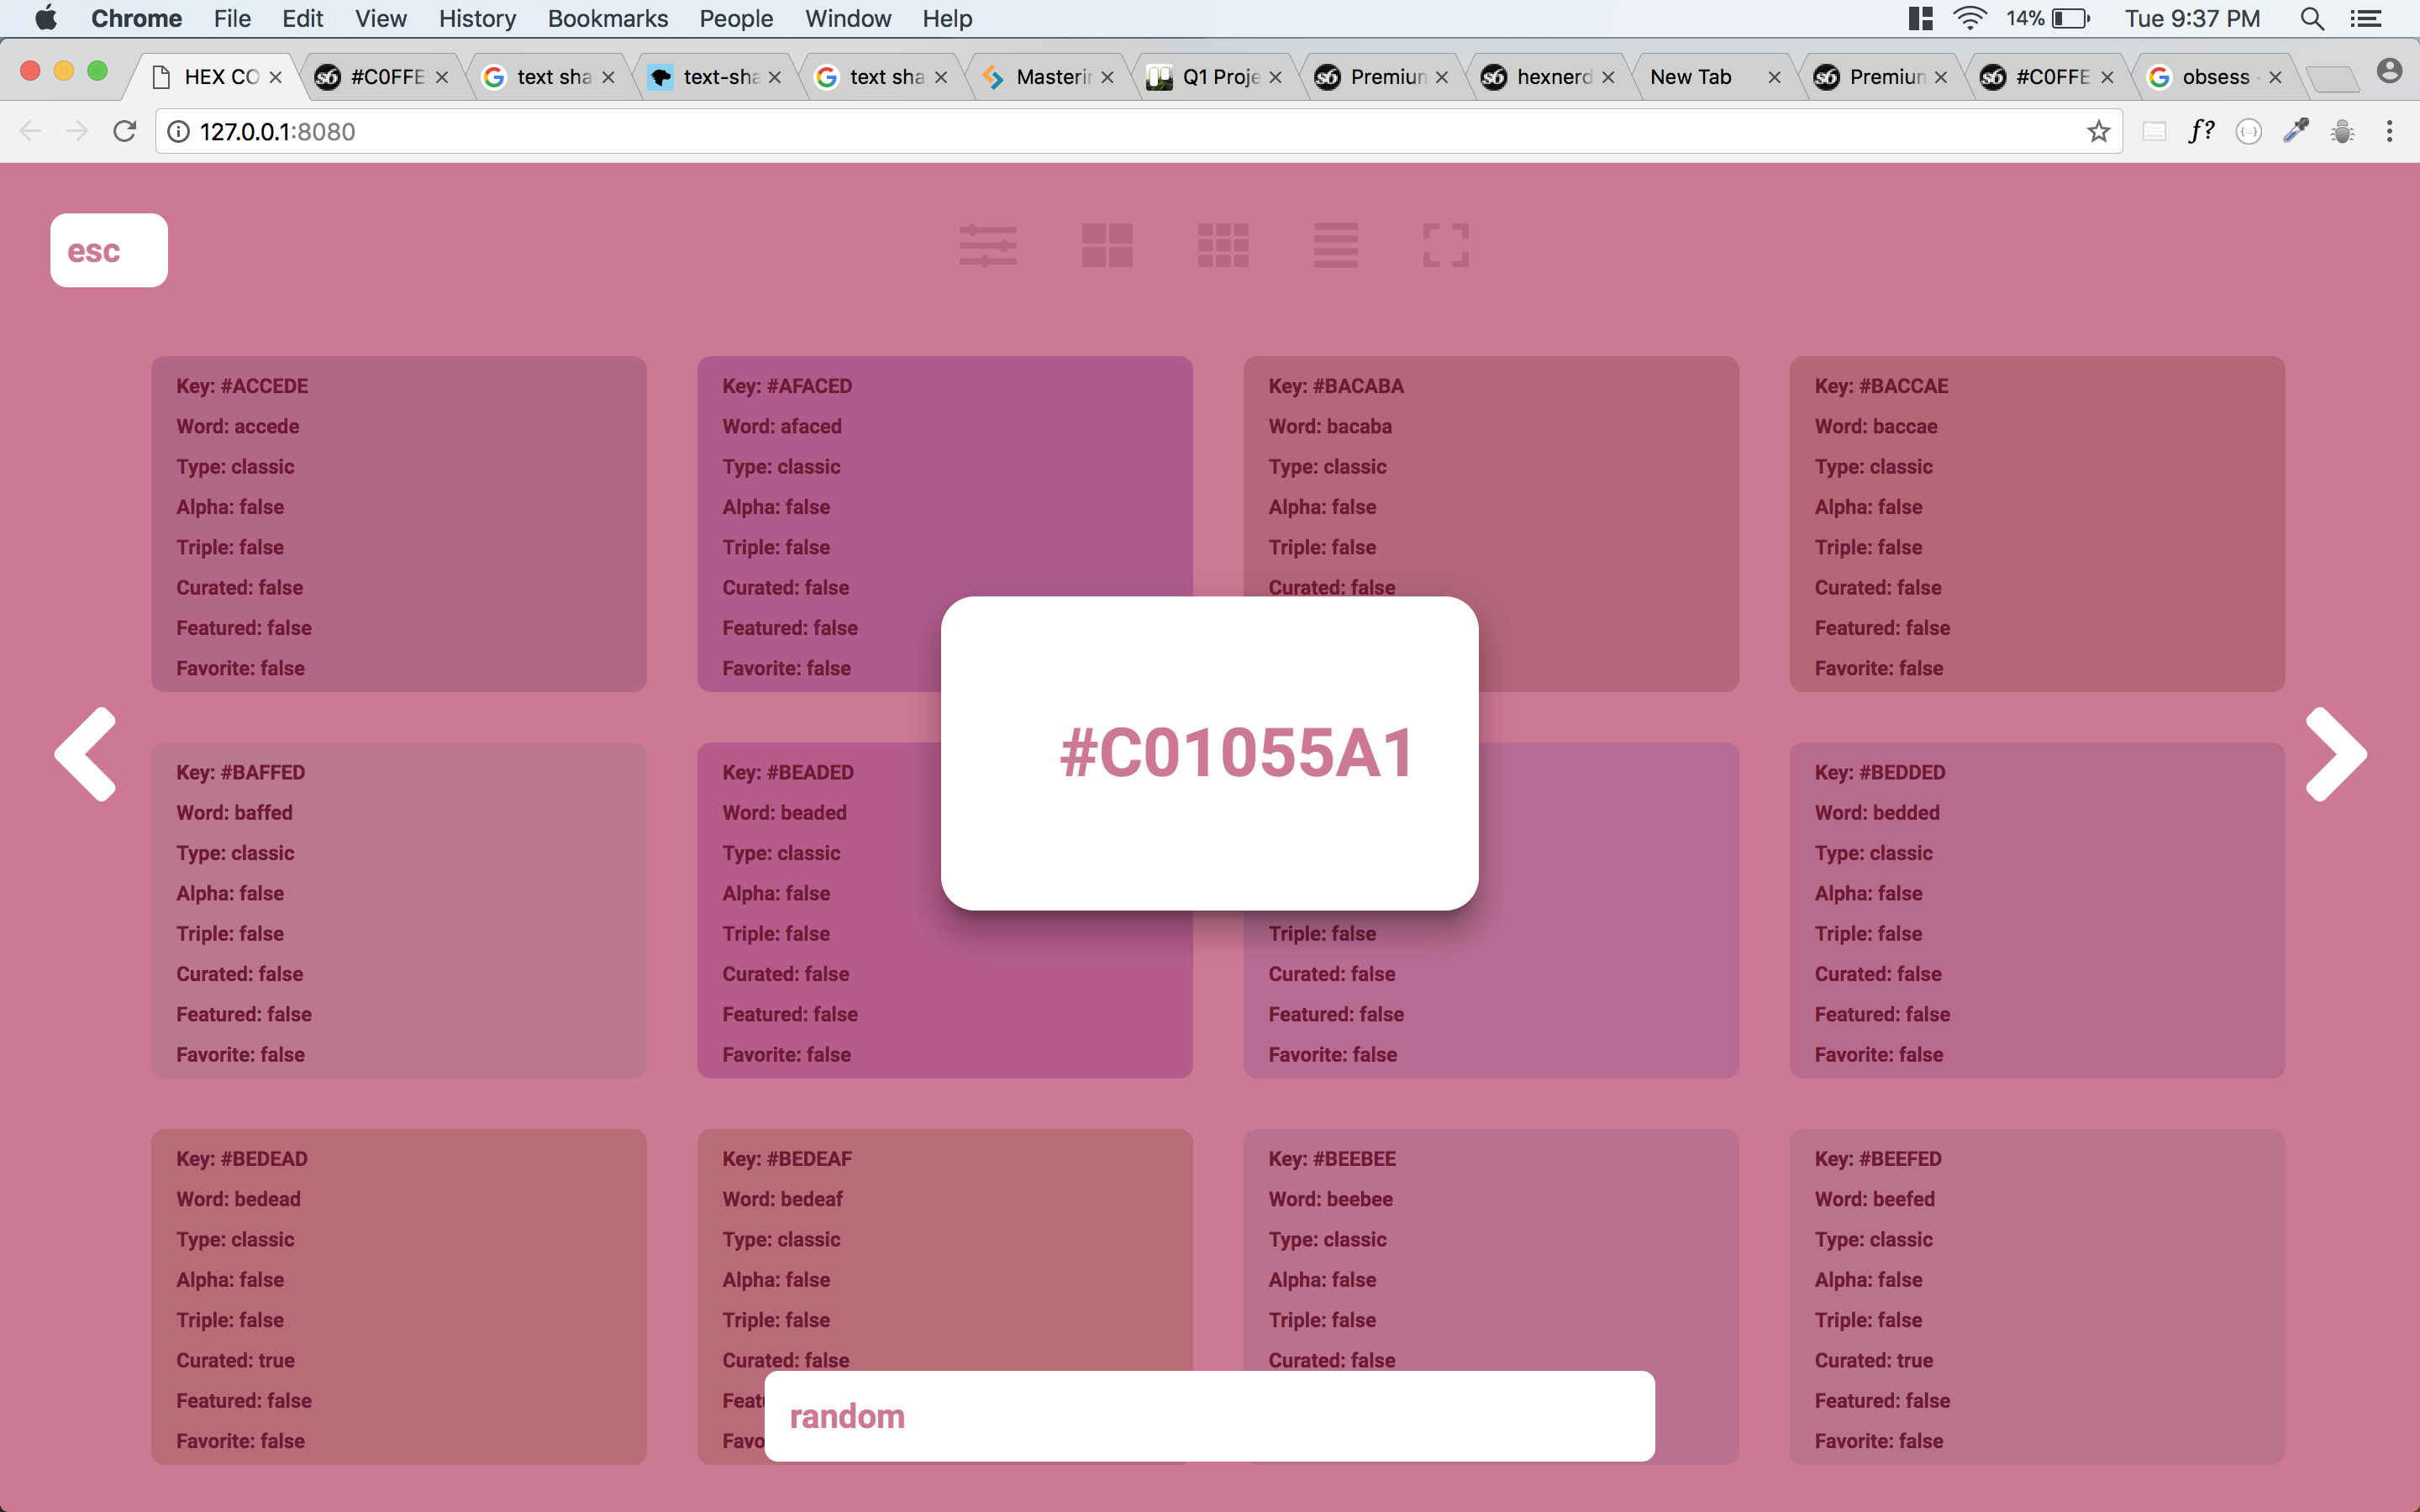 Chrome File Edit View History Bookmarks People Window Help 14% Tue 9:37 PM
HEX CO #C0FFE text sha text-sha text sha Masterin Q1 Proje Premium hexnerd New Tab Premium #C0FFE obsess -
127.0.0.1:8080 f?
esc
Key: #ACCEDE
Word: accede
Type: classic
Alpha: false
Triple: false
Curated: false
Featured: false
Favorite: false
Key: #AFACED
Word: afaced
Type: classic
Alpha: false
Triple: false
Curated: false
Featured: false
Favorite: false
Key: #BACABA
Word: bacaba
Type: classic
Alpha: false
Triple: false
Curated: false
Key: #BACCAE
Word: baccae
Type: classic
Alpha: false
Triple: false
Curated: false
Featured: false
Favorite: false
#C01055A1
Key: #BAFFED
Word: baffed
Type: classic
Alpha: false
Triple: false
Curated: false
Featured: false
Favorite: false
Key: #BEADED
Word: beaded
Type: classic
Alpha: false
Triple: false
Curated: false
Featured: false
Favorite: false
Triple: false
Curated: false
Featured: false
Favorite: false
Key: #BEDDED
Word: bedded
Type: classic
Alpha: false
Triple: false
Curated: false
Featured: false
Favorite: false
Key: #BEDEAD
Word: bedead
Type: classic
Alpha: false
Triple: false
Curated: true
Featured: false
Favorite: false
Key: #BEDEAF
Word: bedeaf
Type: classic
Alpha: false
Triple: false
Curated: false
Feat
Favo
Key: #BEEBEE
Word: beebee
Type: classic
Alpha: false
Triple: false
Curated: false
Key: #BEEFED
Word: beefed
Type: classic
Alpha: false
Triple: false
Curated: true
Featured: false
Favorite: false
random